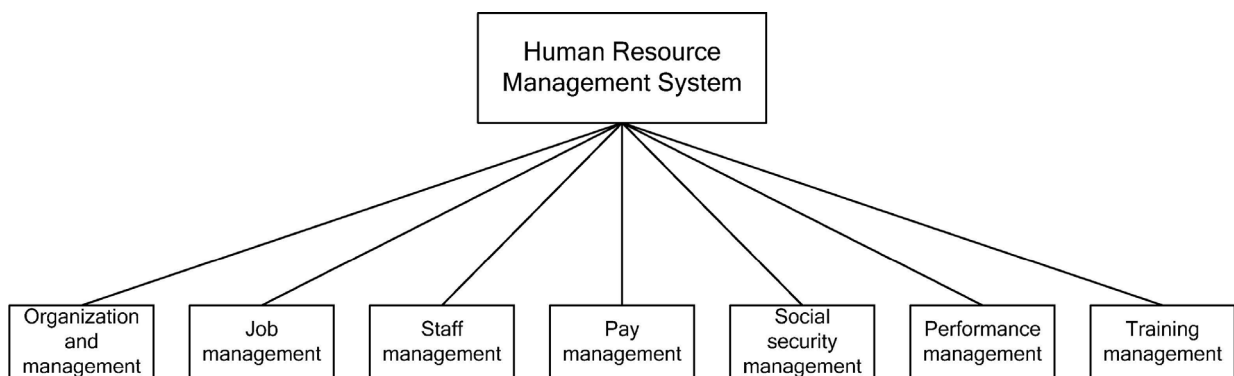 Human Resource
Management System
Organization
and
management
Job
management
Staff
management
Pay
management
Social
security
management
Performance
management
Training
management